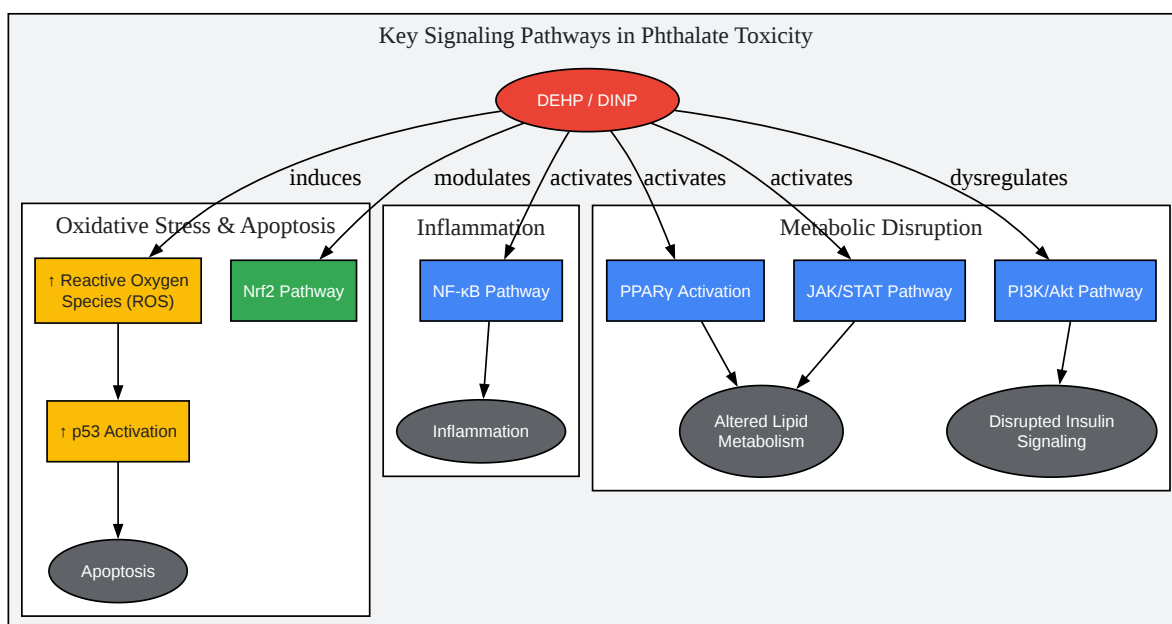 Key Signaling Pathways in Phthalate Toxicity
DEHP / DINP
induces
modulates
activates
activates
activates
dysregulates
Oxidative Stress & Apoptosis
Inflammation
Metabolic Disruption
↑ Reactive Oxygen
Species (ROS)
Nrf2 Pathway
NF-κB Pathway
PPARγ Activation
JAK/STAT Pathway
PI3K/Akt Pathway
↑ p53 Activation
Inflammation
Altered Lipid
Metabolism
Disrupted Insulin
Signaling
Apoptosis